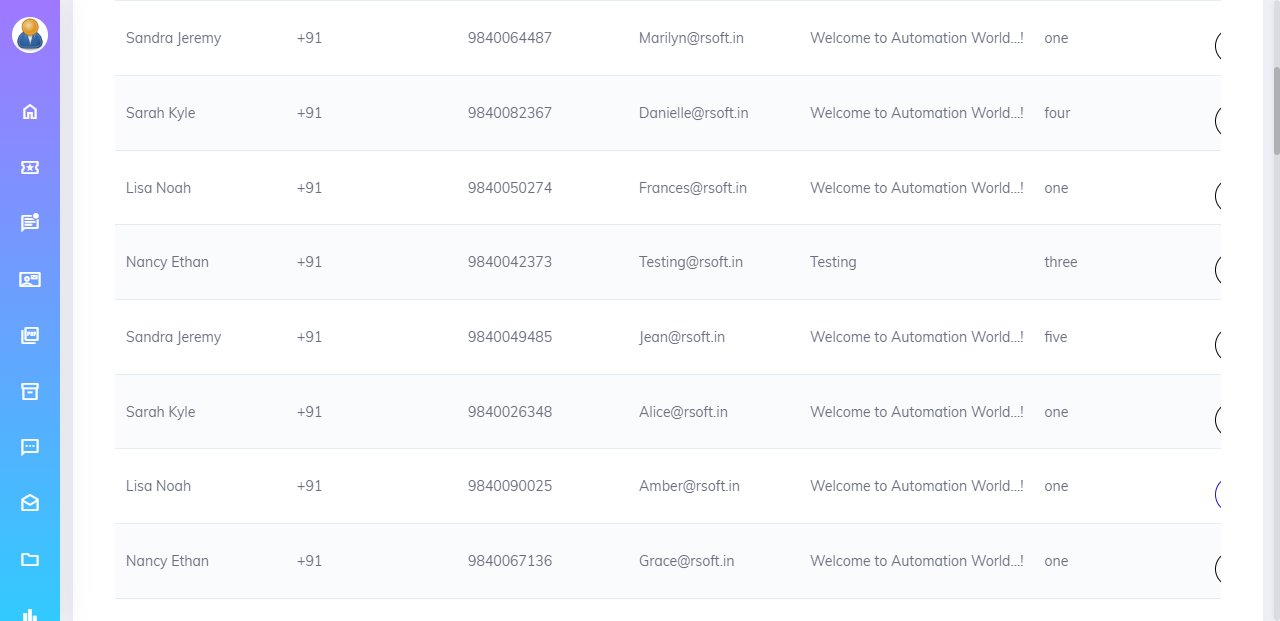 Sandra Jeremy +91 9840064487 Marilyn@rsoft.in Welcome to Automation World...! one
Sarah Kyle +91 9840082367 Danielle@rsoft.in Welcome to Automation World...! four
Lisa Noah +91 9840050274 Frances@rsoft.in Welcome to Automation World...! one
Nancy Ethan +91 9840042373 Testing@rsoft.in Testing three
Sandra Jeremy +91 9840049485 Jean@rsoft.in Welcome to Automation World...! five
Sarah Kyle +91 9840026348 Alice@rsoft.in Welcome to Automation World...! one
Lisa Noah +91 9840090025 Amber@rsoft.in Welcome to Automation World...! one
Nancy Ethan +91 9840067136 Grace@rsoft.in Welcome to Automation World...! one